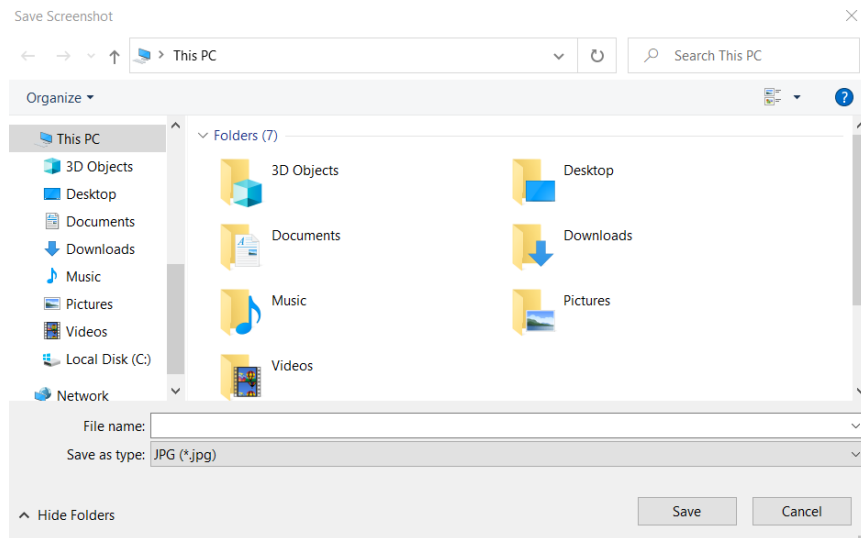 Save Screenshot
This PC
Search This PC
Organize
This PC
3D Objects
Desktop
Documents
Downloads
Music
Pictures
Videos
Local Disk (C:)
Network
Folders (7)
3D Objects
Desktop
Documents
Downloads
Music
Pictures
Videos
File name:
Save as type: JPG (*.jpg)
Hide Folders
Save
Cancel